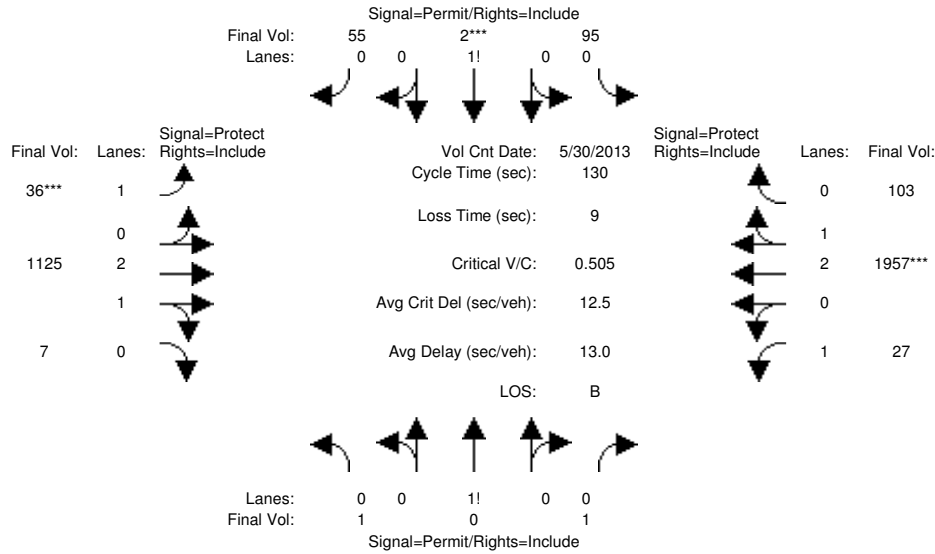 Signal=Permit/Rights=Include
Final Vol: 55 2*** 95
Lanes: 0 0 1! 0 0
Signal=Protect Signal=Protect
Final Vol: Lanes: Rights=Include Vol Cnt Date: 5/30/2013 Rights=Include Lanes: Final Vol:
Cycle Time (sec): 130
36*** 1 0 103
Loss Time (sec): 9
0 1
1125 2 Critical V/C: 0.505 2 1957***
1 Avg Crit Del (sec/veh): 12.5 0
7 0 Avg Delay (sec/veh): 13.0 1 27
LOS: B
Lanes: 0 0 1! 0 0
Final Vol: 1 0 1
Signal=Permit/Rights=Include